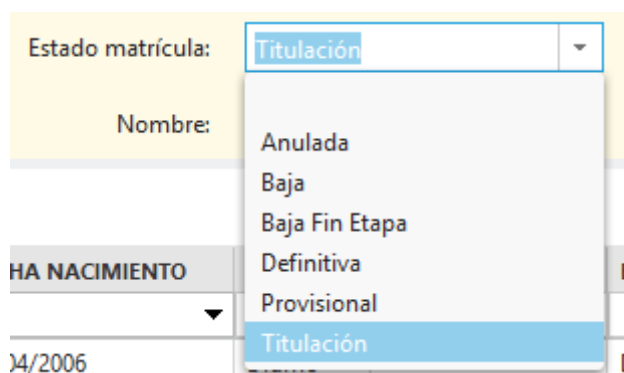 Estado matrícula: Titulación
Nombre:
Anulada
Baja
Baja Fin Etapa
Definitiva
Provisional
Titulación
HA NACIMIENTO
04/2006